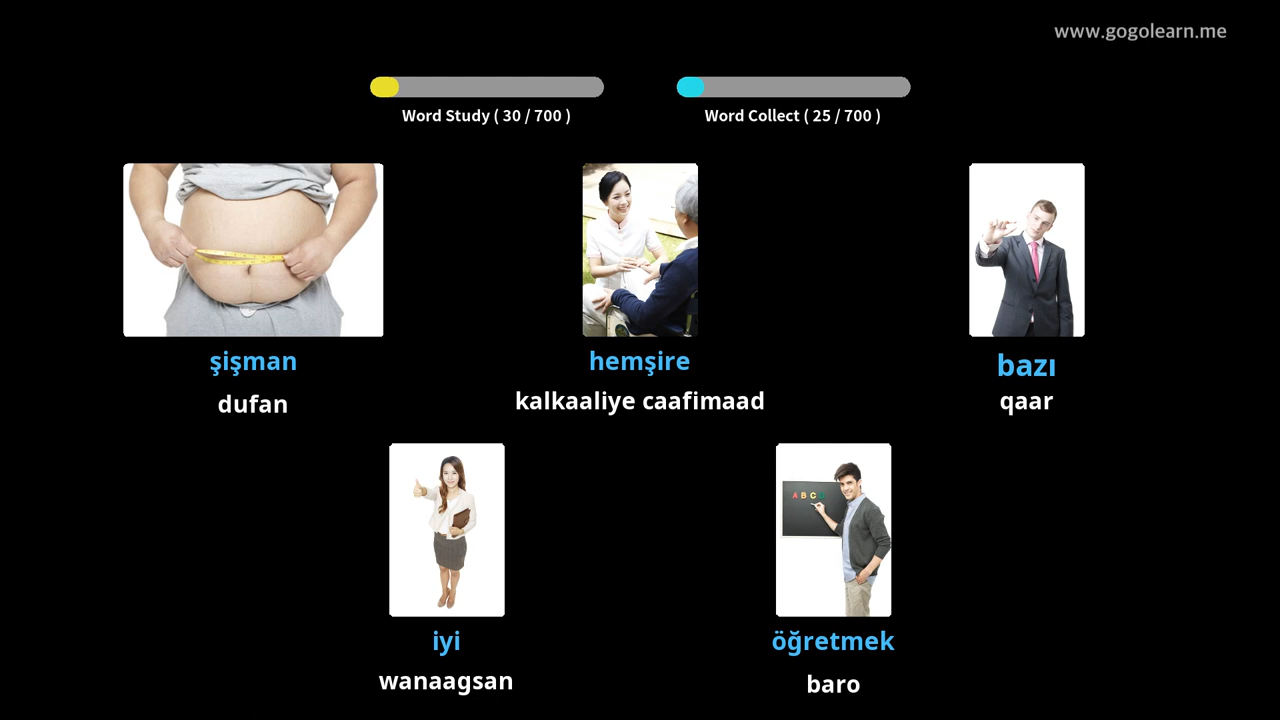 www.gogolearn.me
Word Study ( 30 / 700 )
Word Collect ( 25 / 700 )
şişman
dufan
hemşire
kalkaaliye caafimaad
bazı
qaar
A B C D
iyi
wanaagsan
öğretmek
baro